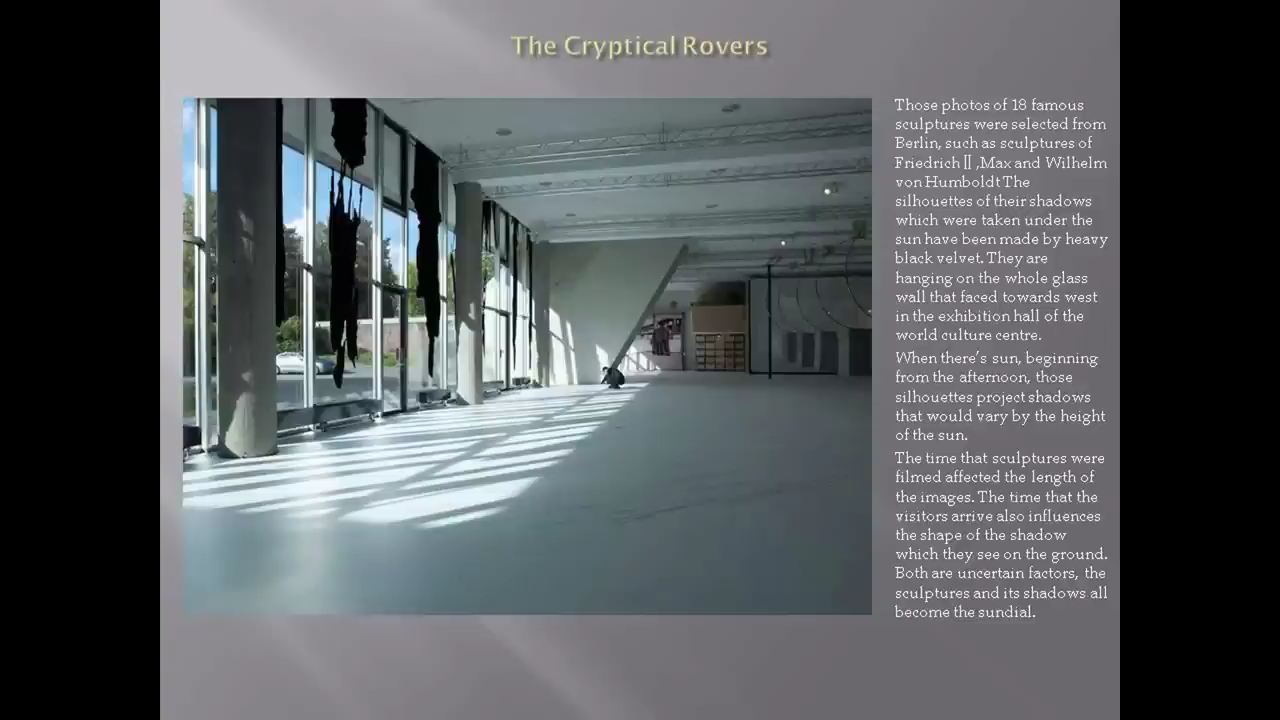 The Cryptical Rovers
Those photos of 18 famous
sculptures were selected from
Berlin, such as sculptures of
Friedrich Ⅱ ,Max and Wilhelm
von Humboldt The
silhouettes of their shadows
which were taken under the
sun have been made by heavy
black velvet. They are
hanging on the whole glass
wall that faced towards west
in the exhibition hall of the
world culture centre.
When there's sun, beginning
from the afternoon, those
silhouettes project shadows
that would vary by the height
of the sun.
The time that sculptures were
filmed affected the length of
the images. The time that the
visitors arrive also influences
the shape of the shadow
which they see on the ground.
Both are uncertain factors, the
sculptures and its shadows all
become the sundial.